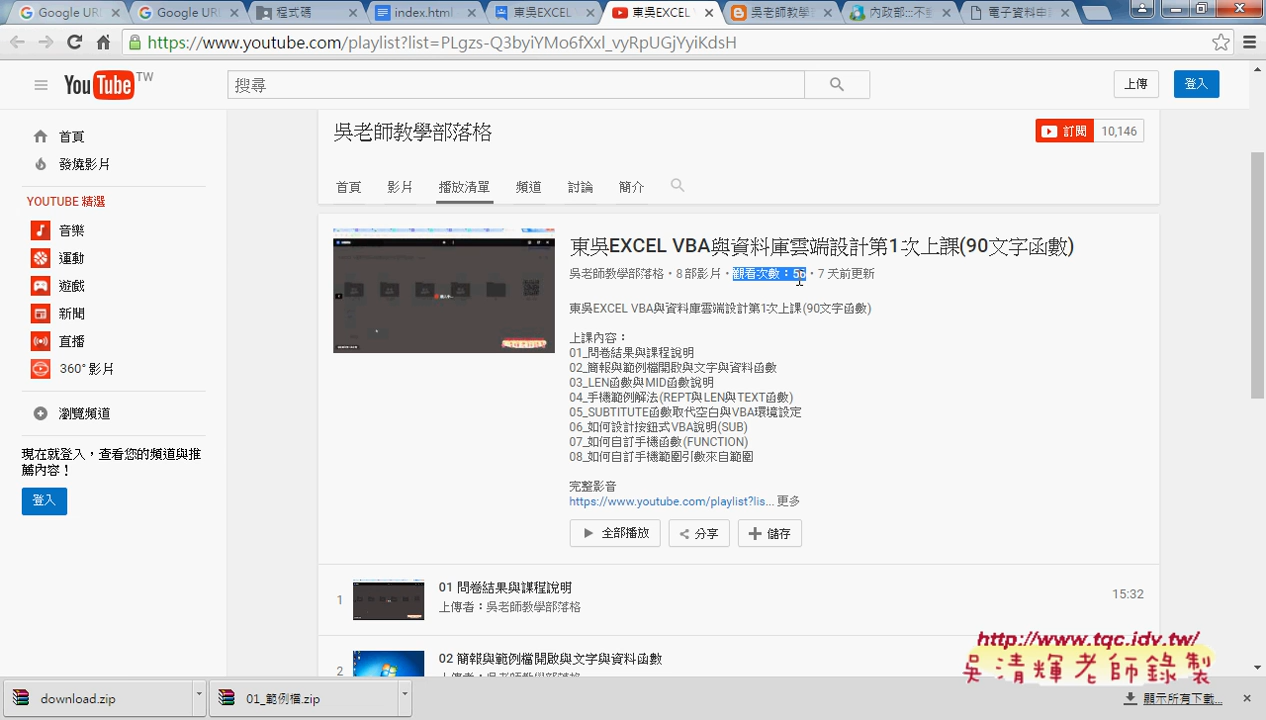 Google URL
Google URL
程式碼
index.html
東吳EXCEL
東吳EXCEL
吳老師教學
內政部:::不
電子資料申
https://www.youtube.com/playlist?list=PLgzs-Q3byiYMo6fXxl_vyRpUGjYyiKdsH
YouTube TW
搜尋
上傳
登入
首頁
發燒影片
YOUTUBE 精選
音樂
運動
遊戲
新聞
直播
360° 影片
瀏覽頻道
現在就登入，查看您的頻道與推
薦內容！
登入
吳老師教學部落格
訂閱 10,146
首頁 影片 播放清單 頻道 討論 簡介
東吳EXCEL VBA與資料庫雲端設計第1次上課(90文字函數)
吳老師教學部落格・8 部影片・觀看次數：56・7 天前更新
東吳EXCEL VBA與資料庫雲端設計第1次上課(90文字函數)
上課內容：
01_問卷結果與課程說明
02_簡報與範例檔開啟與文字與資料函數
03_LEN函數與MID函數說明
04_手機範例解法(REPT與LEN與TEXT函數)
05_SUBTITUTE函數取代空白與VBA環境設定
06_如何設計按鈕式VBA說明(SUB)
07_如何自訂手機函數(FUNCTION)
08_如何自訂手機範圍引數來自範圍
完整影音
https://www.youtube.com/playlist?lis... 更多
全部播放 分享 儲存
1
01 問卷結果與課程說明
上傳者：吳老師教學部落格
15:32
2
02 簡報與範例檔開啟與文字與資料函數
http://www.tqc.idv.tw/
吳清輝老師錄製
download.zip
01_範例檔.zip
顯示所有下載...